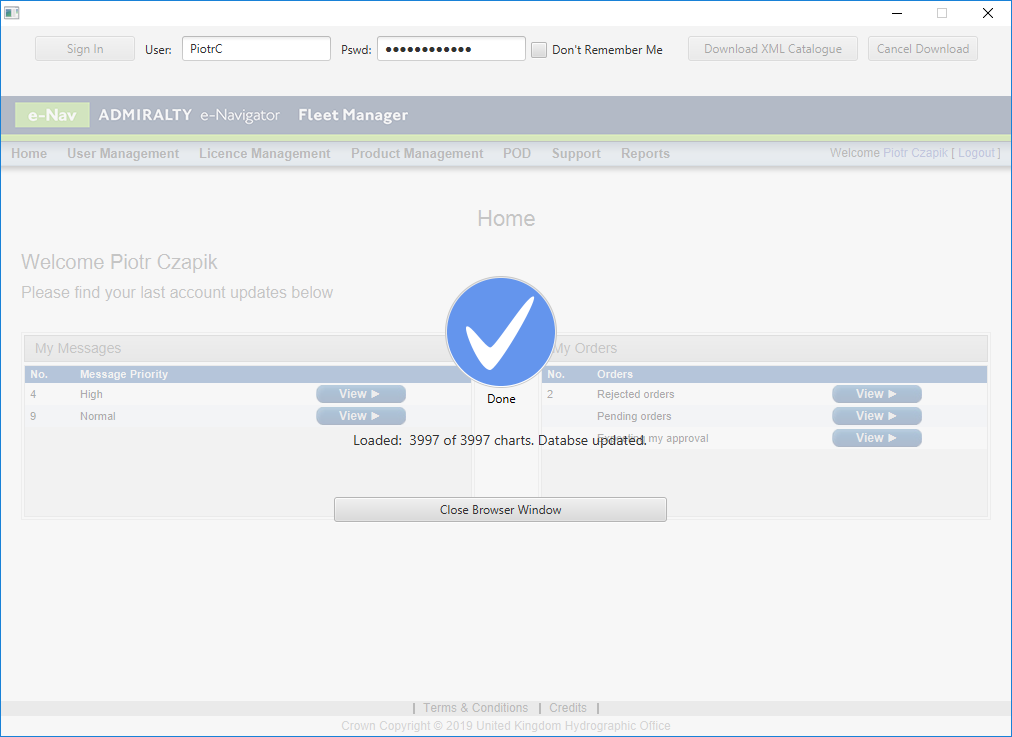 Sign In User: PiotrC Pswd: ●●●●●●●●●●●● Don't Remember Me Download XML Catalogue Cancel Download
e-Nav ADMIRALTY e-Navigator Fleet Manager
Home User Management Licence Management Product Management POD Support Reports Welcome Piotr Czapik [ Logout ]
Home
Welcome Piotr Czapik
Please find your last account updates below
My Messages My Orders
No. Message Priority No. Orders
4 High View ▶ 2 Rejected orders View ▶
9 Normal View ▶ Pending orders View ▶
Done
my approval View ▶
Loaded: 3997 of 3997 charts. Databse updated.
Close Browser Window
| Terms & Conditions | Credits |
Crown Copyright © 2019 United Kingdom Hydrographic Office